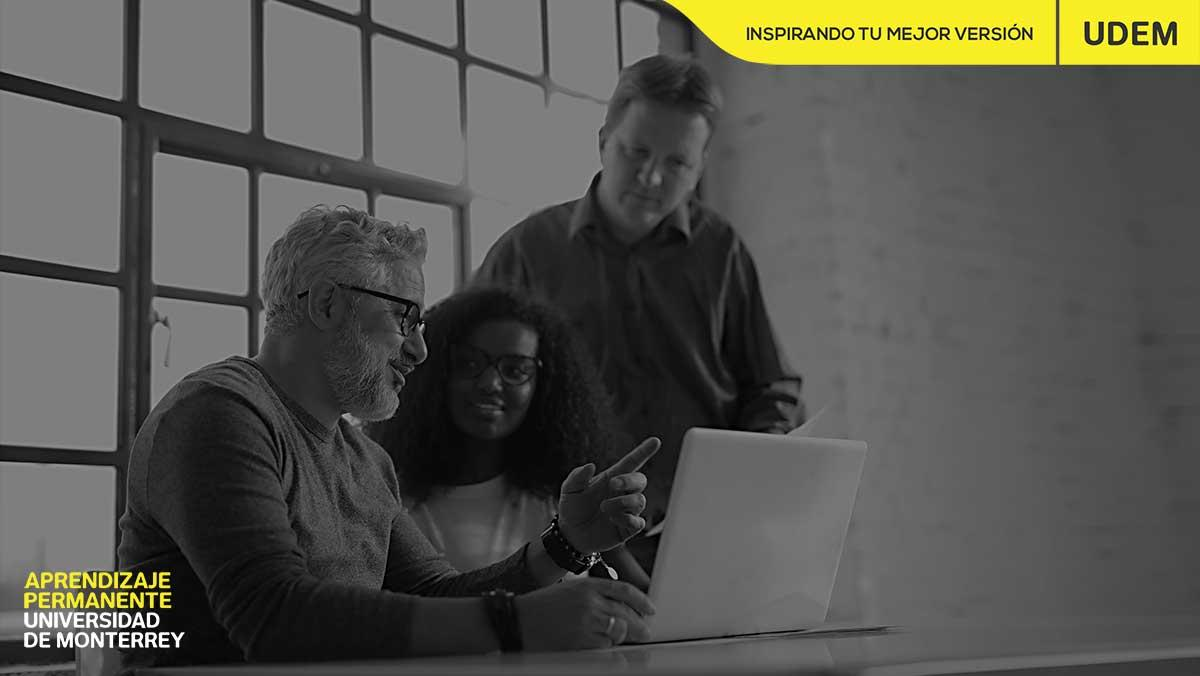 INSPIRANDO TU MEJOR VERSIÓN
UDEM
APRENDIZAJE
PERMANENTE
UNIVERSIDAD
DE MONTERREY